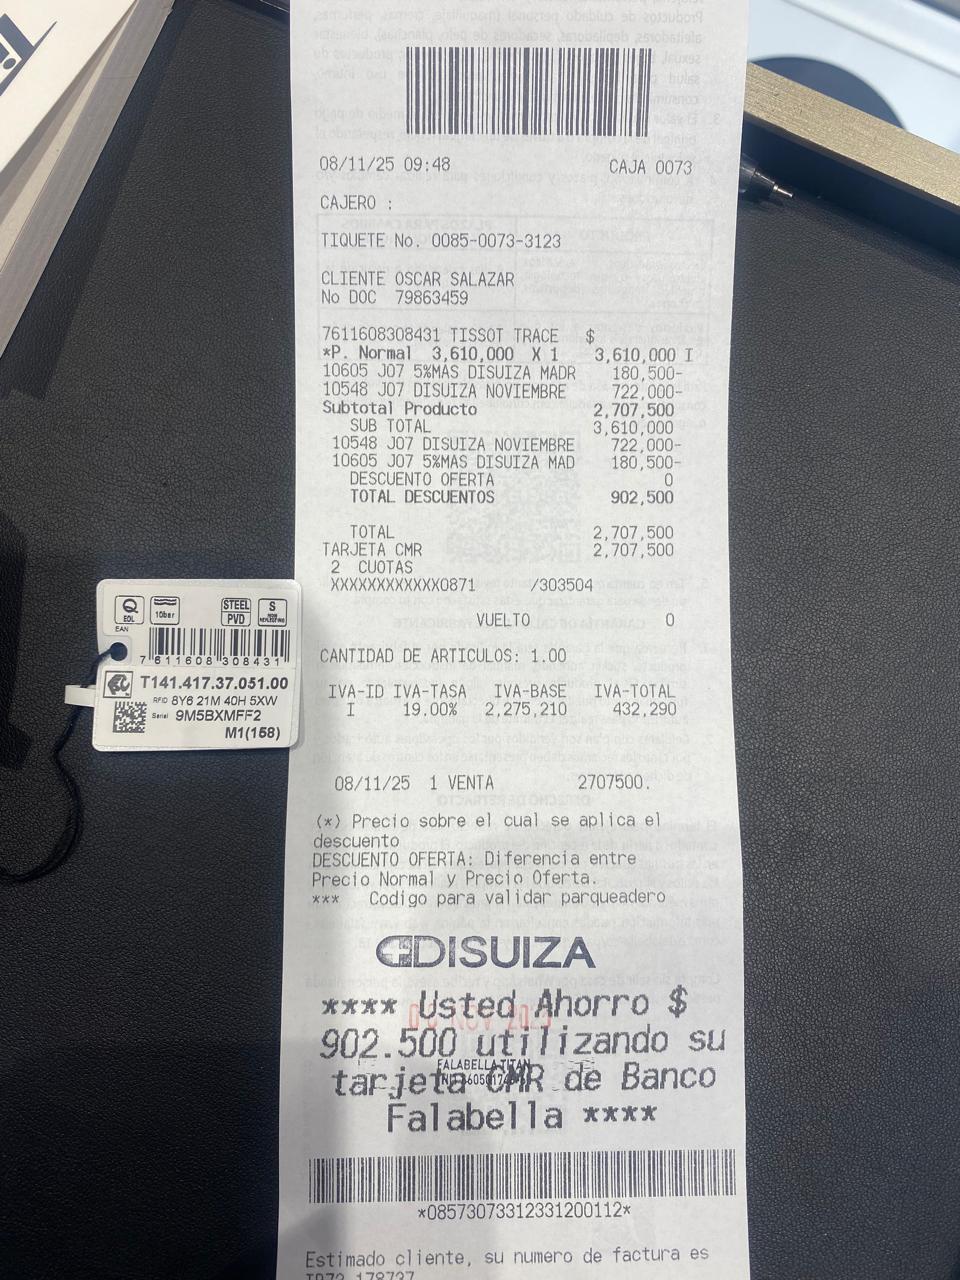 08/11/25 09:48 CAJA 0073
CAJERO :
TIQUETE No. 0085-0073-3123
CLIENTE OSCAR SALAZAR
No DOC 79863459
7611608308431 TISSOT TRACE $
*P. Normal 3,610,000 X 1 3,610,000 I
10605 J07 5%MAS DISUIZA MADR 180,500-
10548 J07 DISUIZA NOVIEMBRE 722,000-
Subtotal Producto 2,707,500
SUB TOTAL 3,610,000
10548 J07 DISUIZA NOVIEMBRE 722,000-
10605 J07 5%MAS DISUIZA MAD 180,500-
DESCUENTO OFERTA 0
TOTAL DESCUENTOS 902,500
TOTAL 2,707,500
TARJETA CMR 2,707,500
2 CUOTAS
XXXXXXXXXXXX0871 /303504
VUELTO 0
CANTIDAD DE ARTICULOS: 1.00
IVA-ID IVA-TASA IVA-BASE IVA-TOTAL
I 19.00% 2,275,210 432,290
08/11/25 1 VENTA 2707500.
(*) Precio sobre el cual se aplica el
descuento
DESCUENTO OFERTA: Diferencia entre
Precio Normal y Precio Oferta.
*** Codigo para validar parqueadero
DISUIZA
**** Usted Ahorro $
902.500 utilizando su
tarjeta CMR de Banco
Falabella ****
NOV
FALABELLA TITAN
*08573073312331200112*
Estimado cliente, su numero de factura es
Q
EOL
10bar
STEEL
PVD
S
EAN
7 611608 308431
T141.417.37.051.00
RFID 8Y6 21M 40H 5XW
Serial 9M5BXMFF2
M1(158)